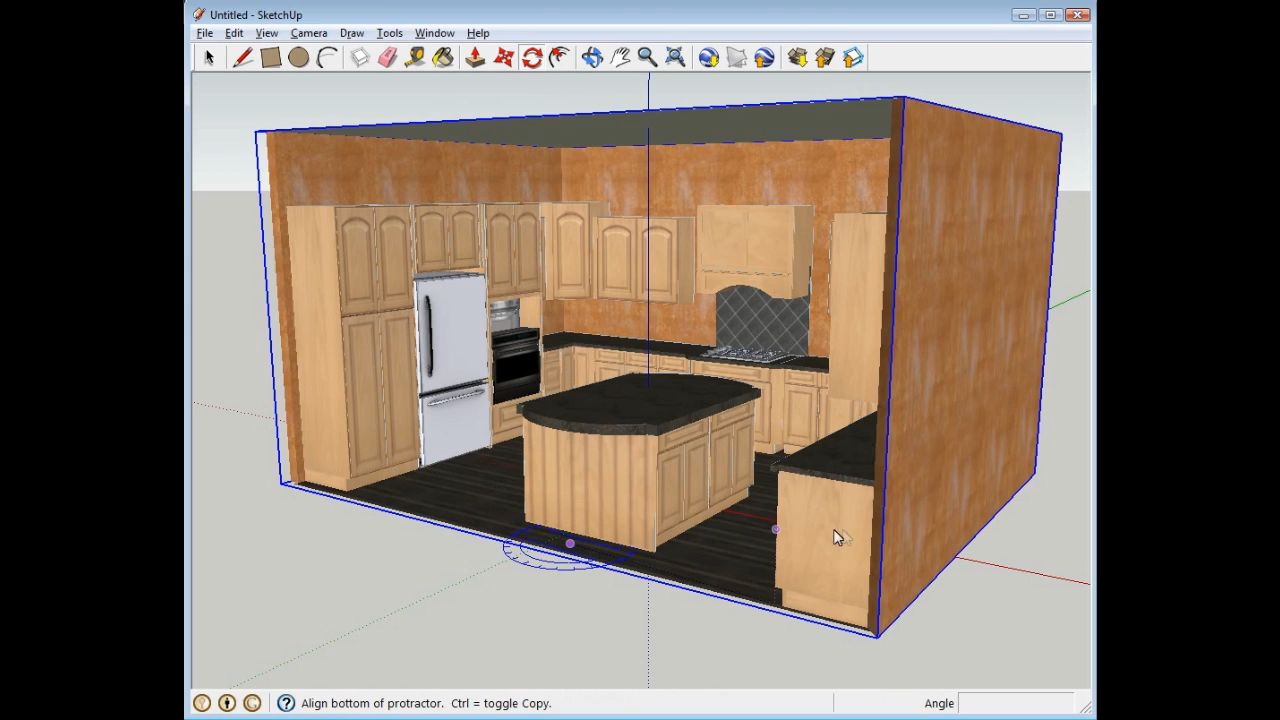 Untitled - SketchUp
File Edit View Camera Draw Tools Window Help
Align bottom of protractor. Ctrl = toggle Copy.
Angle